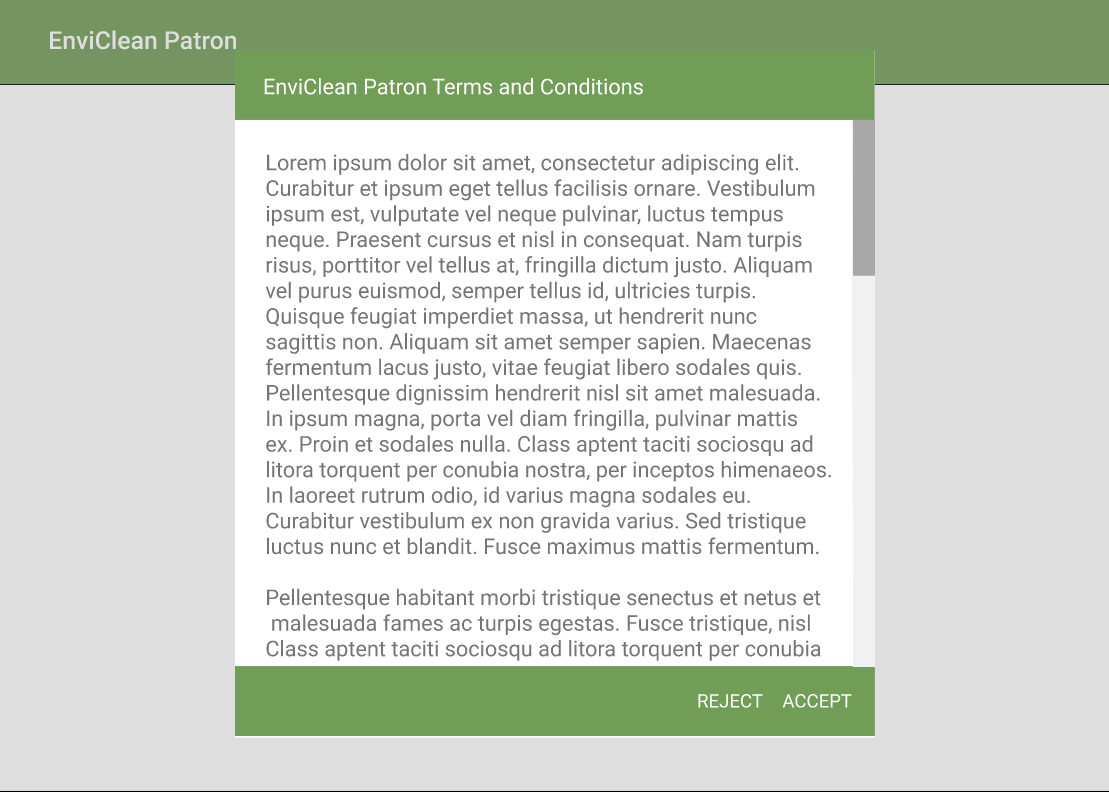 EnviClean Patron
EnviClean Patron Terms and Conditions
Lorem ipsum dolor sit amet, consectetur adipiscing elit.
Curabitur et ipsum eget tellus facilisis ornare. Vestibulum
ipsum est, vulputate vel neque pulvinar, luctus tempus
neque. Praesent cursus et nisl in consequat. Nam turpis
risus, porttitor vel tellus at, fringilla dictum justo. Aliquam
vel purus euismod, semper tellus id, ultricies turpis.
Quisque feugiat imperdiet massa, ut hendrerit nunc
sagittis non. Aliquam sit amet semper sapien. Maecenas
fermentum lacus justo, vitae feugiat libero sodales quis.
Pellentesque dignissim hendrerit nisl sit amet malesuada.
In ipsum magna, porta vel diam fringilla, pulvinar mattis
ex. Proin et sodales nulla. Class aptent taciti sociosqu ad
litora torquent per conubia nostra, per inceptos himenaeos.
In laoreet rutrum odio, id varius magna sodales eu.
Curabitur vestibulum ex non gravida varius. Sed tristique
luctus nunc et blandit. Fusce maximus mattis fermentum.
Pellentesque habitant morbi tristique senectus et netus et
malesuada fames ac turpis egestas. Fusce tristique, nisl
Class aptent taciti sociosqu ad litora torquent per conubia
REJECT ACCEPT